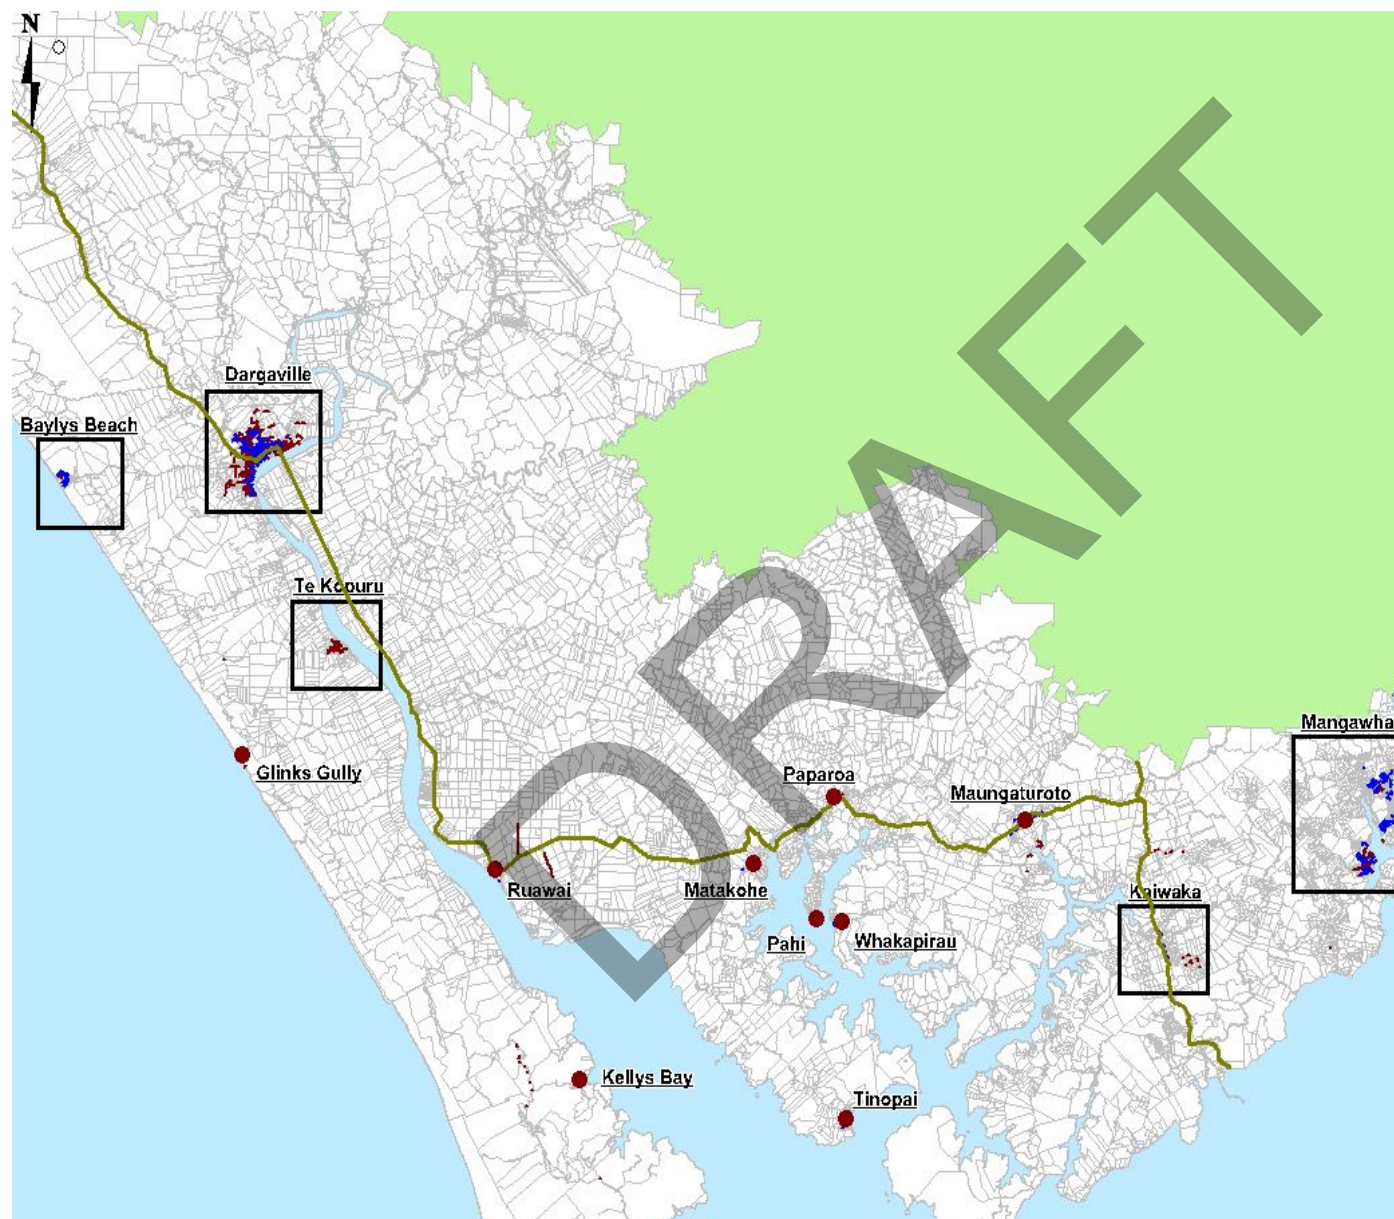 N
Dargaville
Baylys Beach
Te Kopuru
Mangawha
Glinks Gully
Paparoa
Maungaturoto
Ruawai
Matakohe
Kaiwaka
Pahi
Whakapirau
Kellys Bay
Tinopai
DRAFT